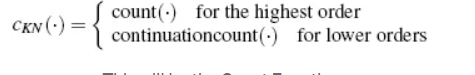 c_KN(·) = { count(·) for the highest order
continuationcount(·) for lower orders